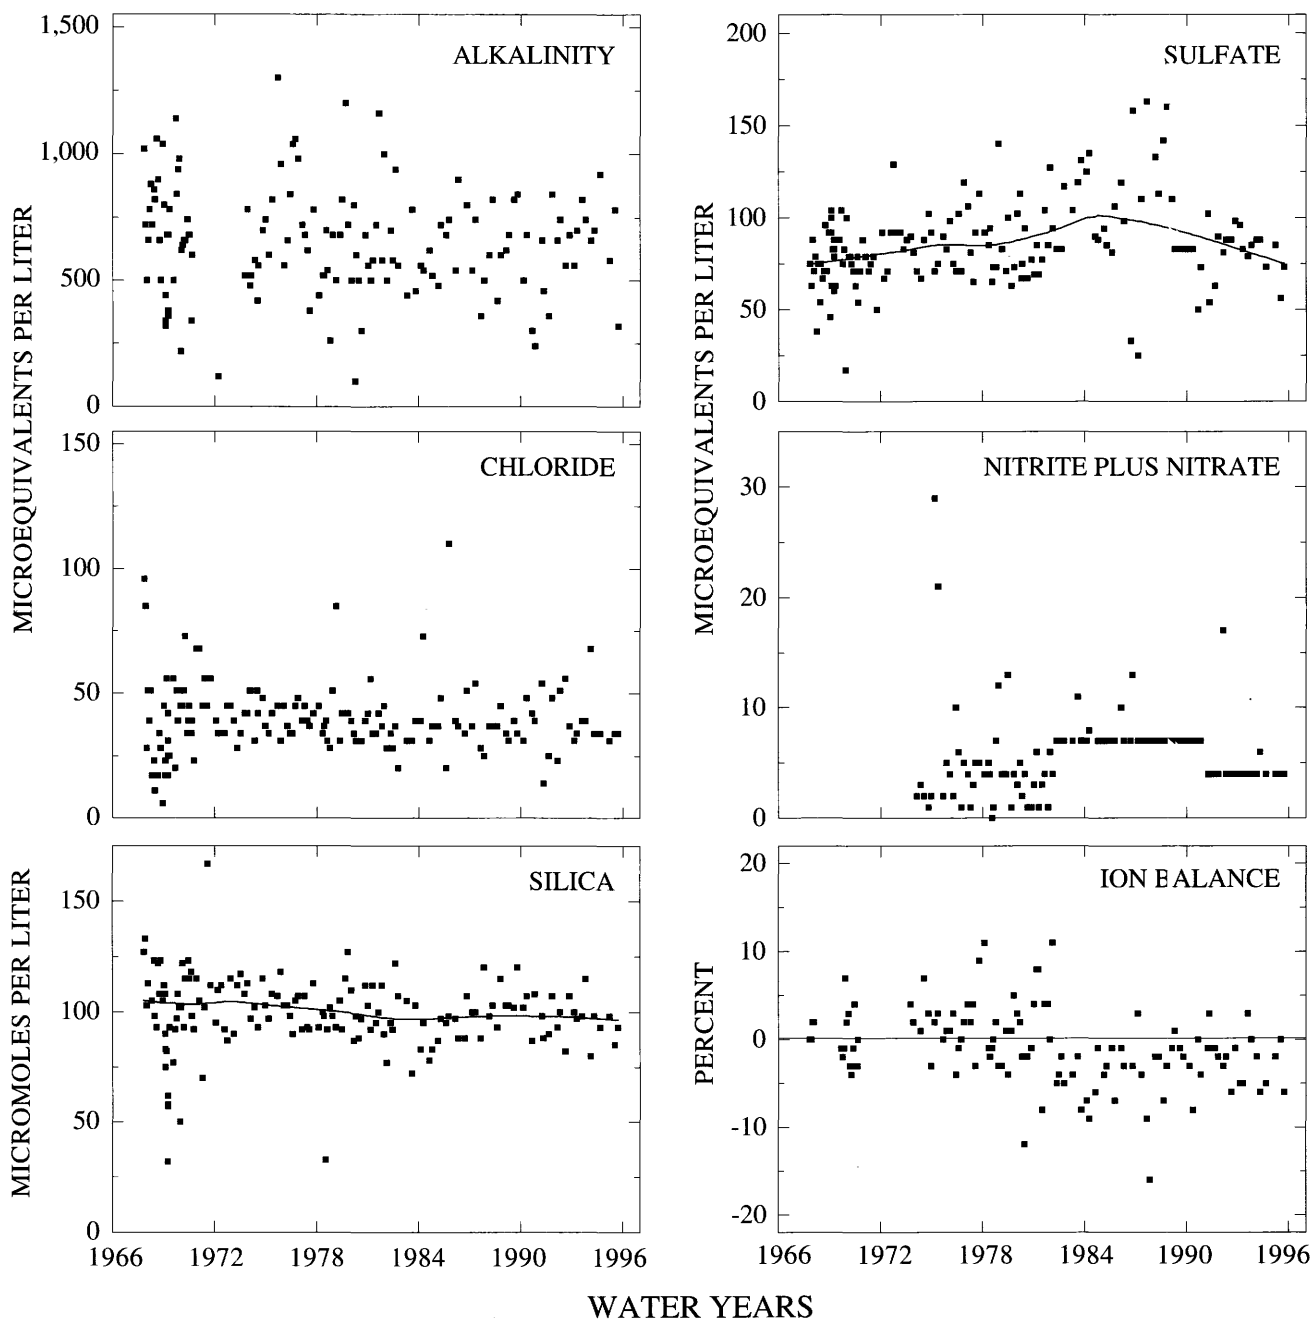 ALKALINITY
1,500
1,000
500
0
MICROEQUIVALENTS PER LITER
SULFATE
200
150
100
50
0
MICROEQUIVALENTS PER LITER
CHLORIDE
150
100
50
0
NITRITE PLUS NITRATE
30
20
10
0
SILICA
150
100
50
0
MICROMOLES PER LITER
1966 1972 1978 1984 1990 1996
ION BALANCE
20
10
0
-10
-20
PERCENT
1966 1972 1978 1984 1990 1996
WATER YEARS